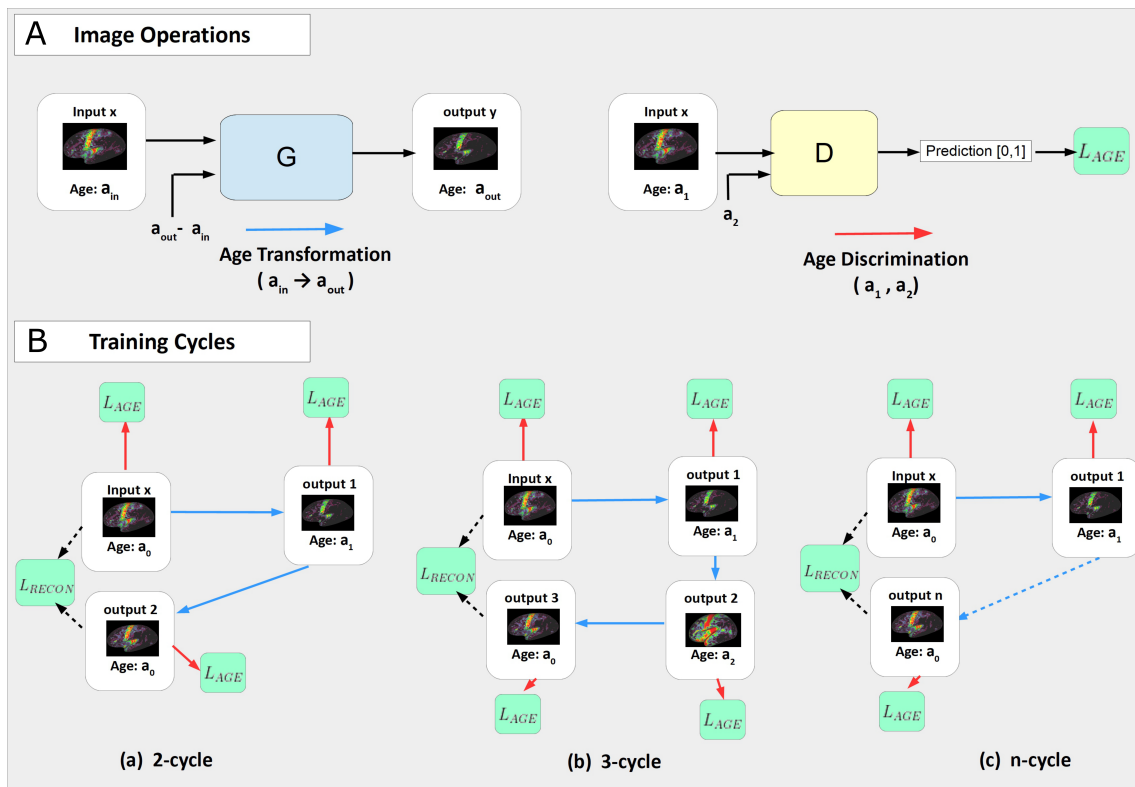 A Image Operations
Input x
Age: a_in
a_out - a_in
G
output y
Age: a_out
Age Transformation
( a_in → a_out )
Input x
Age: a_1
a_2
D
Prediction [0,1]
L_AGE
Age Discrimination
( a_1 , a_2)
B Training Cycles
L_AGE
L_AGE
Input x
Age: a_0
output 1
Age: a_1
L_RECON
output 2
Age: a_0
L_AGE
(a) 2-cycle
L_AGE
L_AGE
Input x
Age: a_0
output 1
Age: a_1
L_RECON
output 3
Age: a_0
output 2
Age: a_2
L_AGE
L_AGE
(b) 3-cycle
L_AGE
L_AGE
Input x
Age: a_0
output 1
Age: a_1
L_RECON
output n
Age: a_0
L_AGE
(c) n-cycle